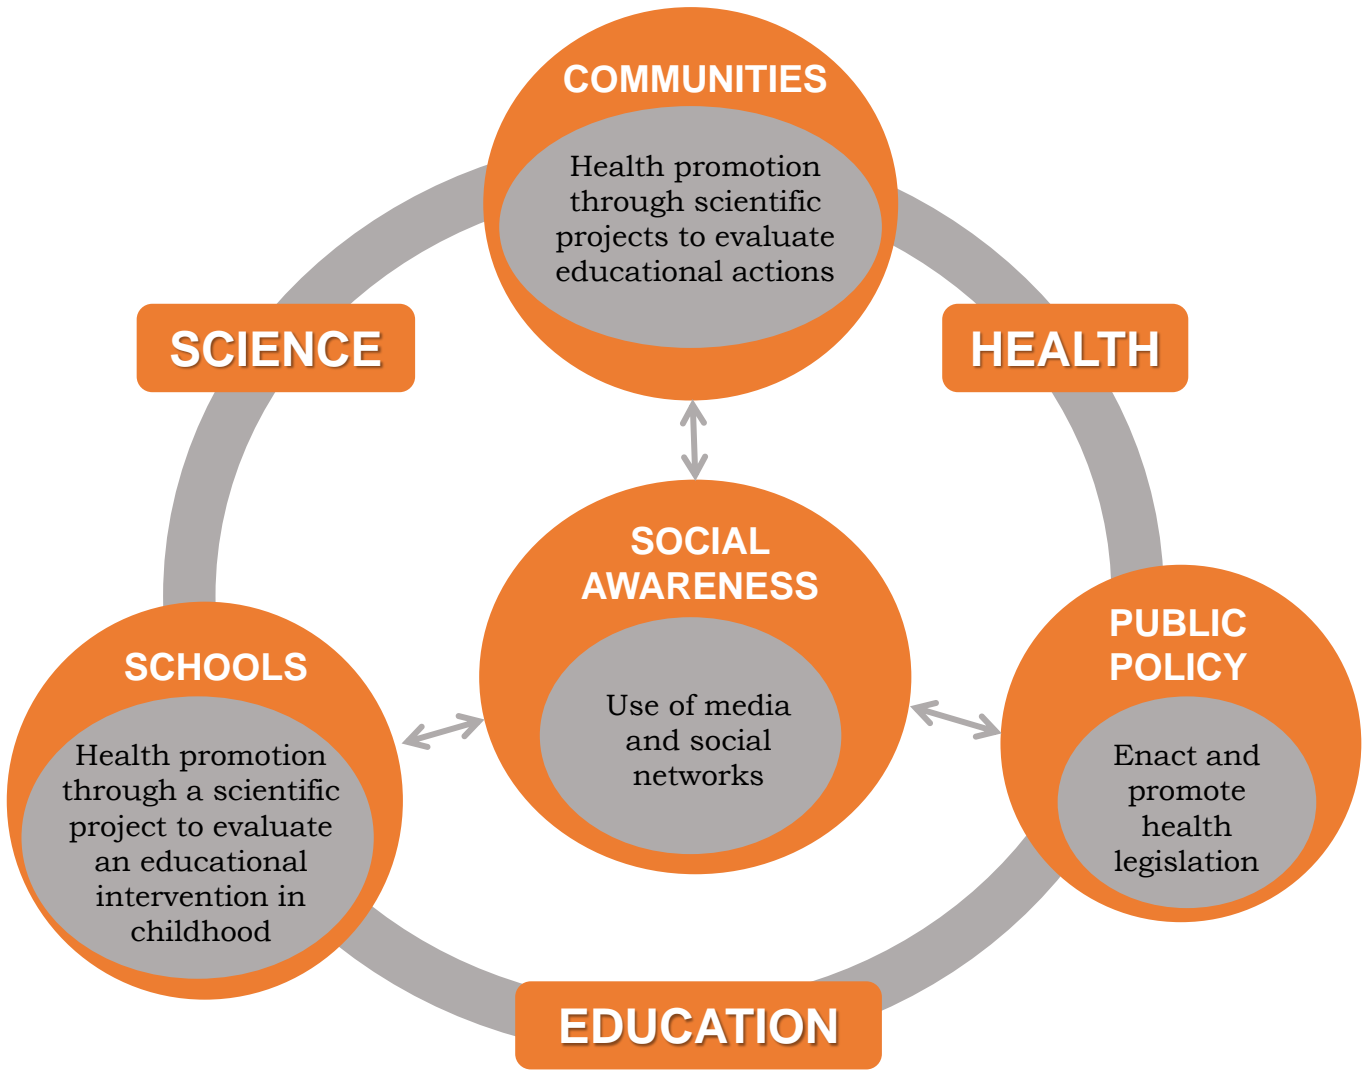 COMMUNITIES
Health promotion
through scientific
projects to evaluate
educational actions
SCIENCE
HEALTH
SOCIAL
AWARENESS
Use of media
and social
networks
SCHOOLS
Health promotion
through a scientific
project to evaluate
an educational
intervention in
childhood
PUBLIC
POLICY
Enact and
promote
health
legislation
EDUCATION